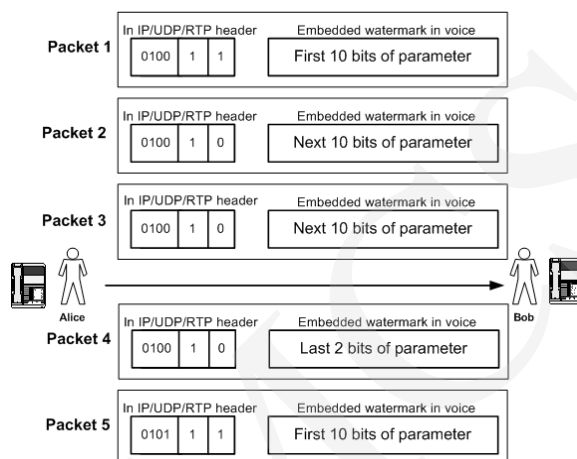 In IP/UDP/RTP header Embedded watermark in voice
Packet 1 0100 1 1 First 10 bits of parameter
In IP/UDP/RTP header Embedded watermark in voice
Packet 2 0100 1 0 Next 10 bits of parameter
In IP/UDP/RTP header Embedded watermark in voice
Packet 3 0100 1 0 Next 10 bits of parameter
Alice Bob
In IP/UDP/RTP header Embedded watermark in voice
Packet 4 0100 1 0 Last 2 bits of parameter
In IP/UDP/RTP header Embedded watermark in voice
Packet 5 0101 1 1 First 10 bits of parameter